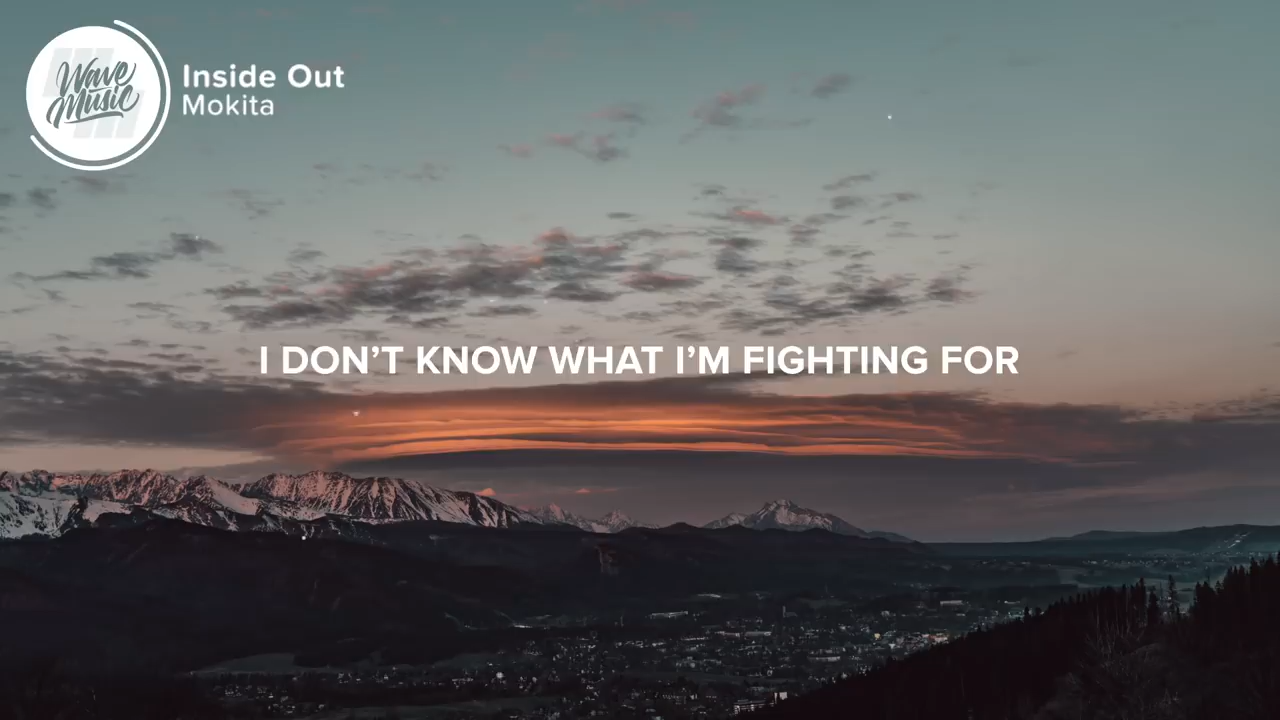 Wave
Music
Inside Out
Mokita
I DON’T KNOW WHAT I’M FIGHTING FOR